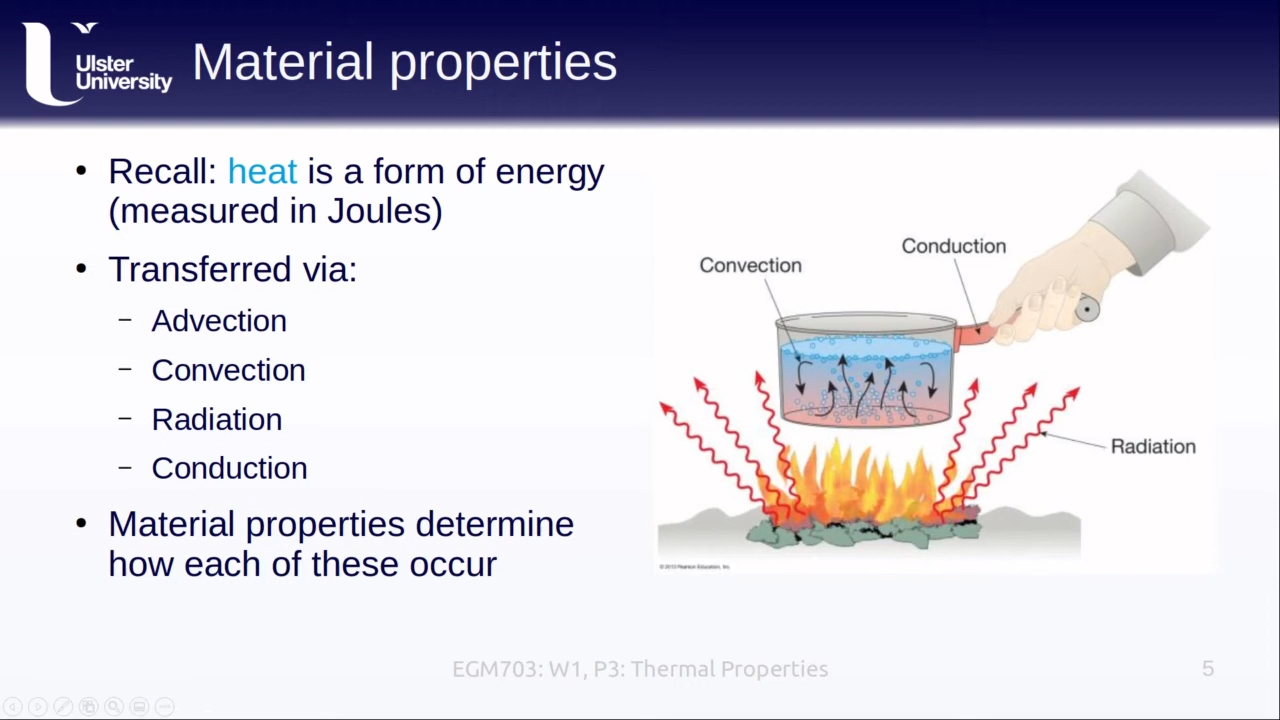 Ulster
University
Material properties
• Recall: heat is a form of energy
(measured in Joules)
• Transferred via:
– Advection
– Convection
– Radiation
– Conduction
• Material properties determine
how each of these occur
Convection
Conduction
Radiation
© 2013 Pearson Education, Inc.
EGM703: W1, P3: Thermal Properties
5